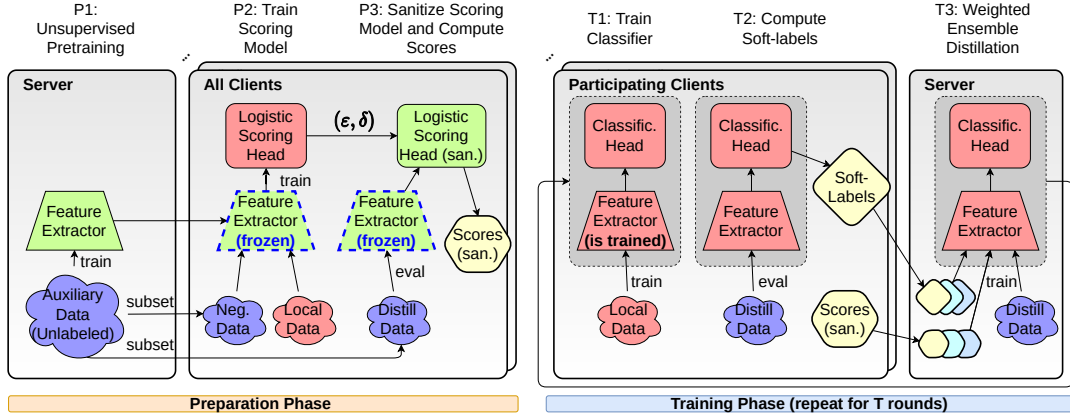 P1:
Unsupervised
Pretraining
P2: Train
Scoring
Model
P3: Sanitize Scoring
Model and Compute
Scores
T1: Train
Classifier
T2: Compute
Soft-labels
T3: Weighted
Ensemble
Distillation
Server
All Clients
Logistic
Scoring
Head
(ε, δ)
Logistic
Scoring
Head (san.)
train
Feature
Extractor
Feature
Extractor
(frozen)
Feature
Extractor
(frozen)
Scores
(san.)
train
eval
Auxiliary
Data
(Unlabeled)
subset
subset
Neg.
Data
Local
Data
Distill
Data
Preparation Phase
Participating Clients
Classific.
Head
Classific.
Head
Feature
Extractor
(is trained)
Feature
Extractor
Soft-
Labels
train
eval
Local
Data
Distill
Data
Scores
(san.)
Server
Classific.
Head
Feature
Extractor
train
Distill
Data
Training Phase (repeat for T rounds)